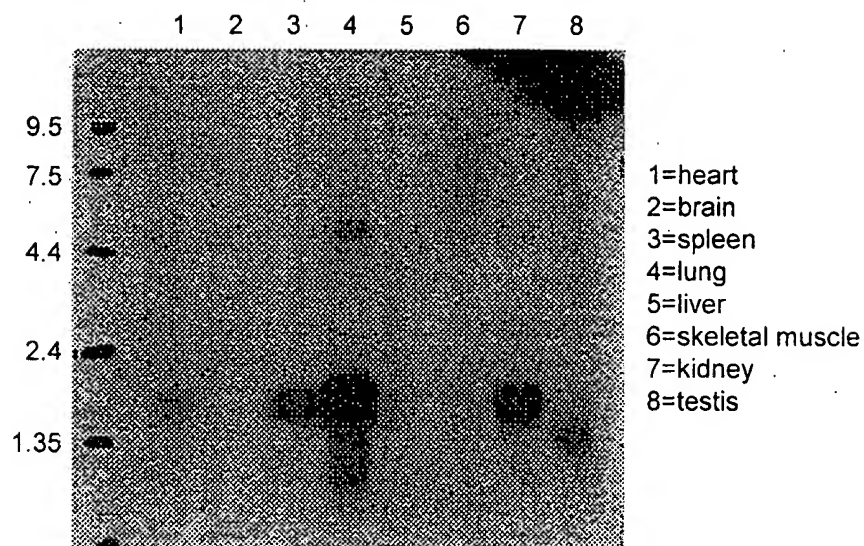 1 2 3 4 5 6 7 8
9.5
7.5
4.4
2.4
1.35
1=heart
2=brain
3=spleen
4=lung
5=liver
6=skeletal muscle
7=kidney
8=testis